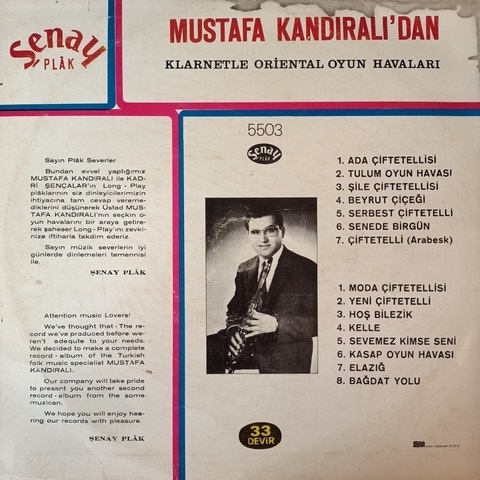 Şenay
PLÂK
MUSTAFA KANDIRALI'DAN
KLARNETLE ORİENTAL OYUN HAVALARI
5503
Şenay
PLÂK
Sayın Plâk Severler
Bundan evvel yaptığımız
MUSTAFA KANDIRALI ile KAD-
Rİ ŞENÇALAR'ın Long - Play
plâklarının siz dinleyicilerimizin
ihtiyacına tam cevap vereme-
diklerini düşünerek Üstad MUS-
TAFA KANDIRALI'nın seçkin o-
yun havalarını bir araya getire-
rek şaheser Long-Play'ini zevki-
nize iftiharla takdim ederiz.
Sayın müzik severlerin iyi
günlerde dinlemeleri temennisi
ile.
ŞENAY PLÂK
Attention music Lovers!
We've thought that - The re-
cord we've produced before we-
ren't adequte to your needs.
We decided to make a complete
record - album of the Turkish
folk music specialist MUSTAFA
KANDIRALI.
Our company will take pride
to present you another second
record - album from the some
muzican.
We hope you will enjoy hea-
ring our records with pleasure.
ŞENAY PLÂK
1. ADA ÇİFTETELLİSİ
2. TULUM OYUN HAVASI
3. ŞİLE ÇİFTETELLİSİ
4. BEYRUT ÇİÇEĞİ
5. SERBEST ÇİFTETELLİ
6. SENEDE BİRGÜN
7. ÇİFTETELLİ (Arabesk)
1. MODA ÇİFTETELLİSİ
2. YENİ ÇİFTETELLİ
3. HOŞ BİLEZİK
4. KELLE
5. SEVEMEZ KİMSE SENİ
6. KASAP OYUN HAVASI
7. ELAZIĞ
8. BAĞDAT YOLU
33
DEVİR